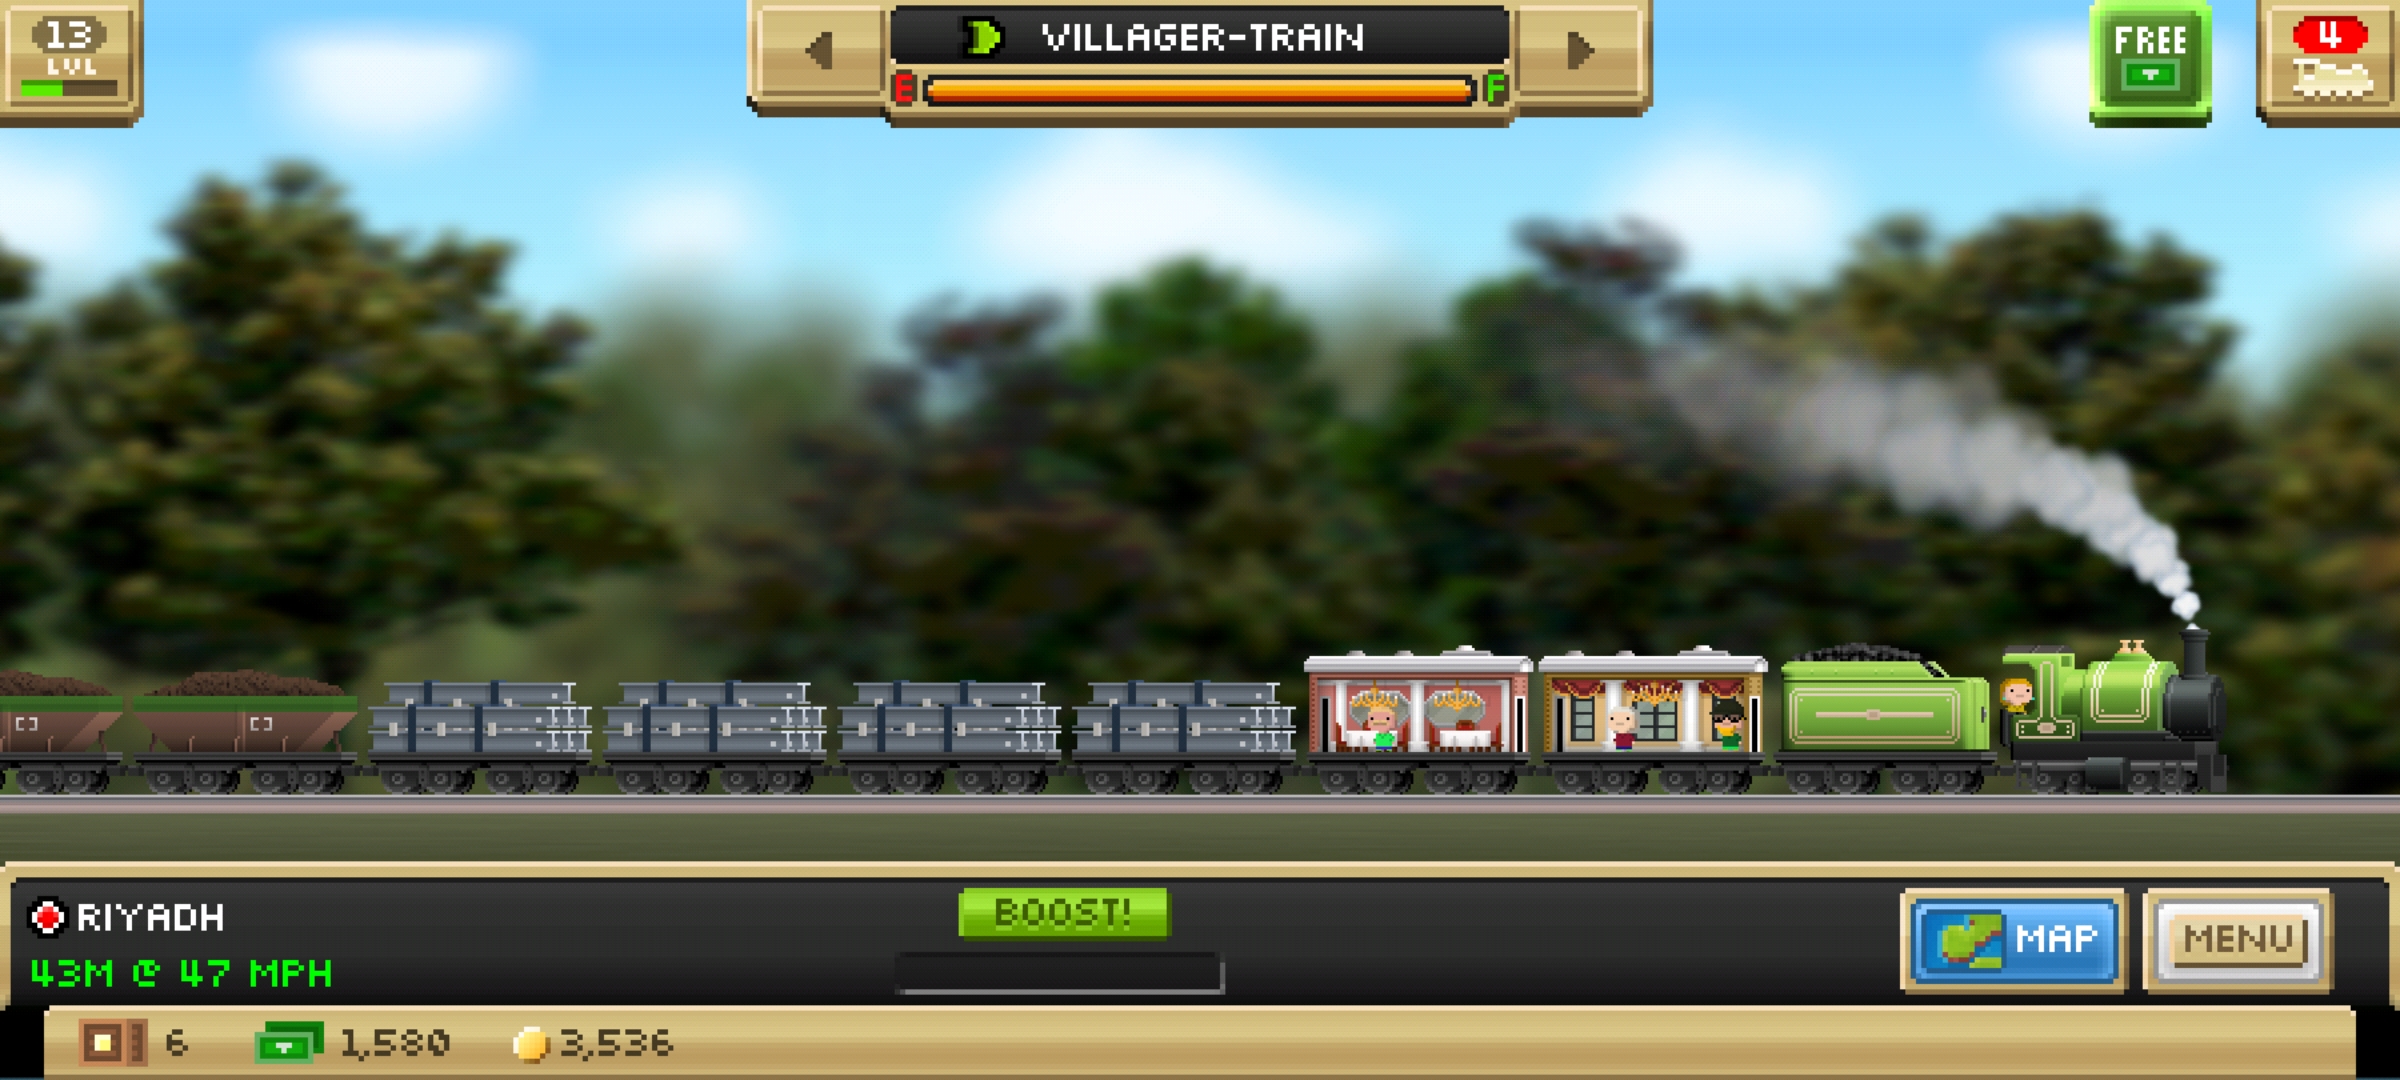 13
LVL
VILLAGER-TRAIN
E F
FREE
4
RIYADH
43M @ 47 MPH
BOOST!
MAP
MENU
6
1,580
3,536